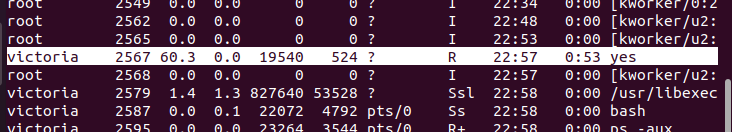 root 2549 0.0 0.0 0 0 ? I 22:34 0:00 [kworker/0:2
root 2562 0.0 0.0 0 0 ? I 22:48 0:00 [kworker/u2:
root 2565 0.0 0.0 0 0 ? I 22:53 0:00 [kworker/u2:
victoria 2567 60.3 0.0 19540 524 ? R 22:57 0:53 yes
root 2568 0.0 0.0 0 0 ? I 22:57 0:00 [kworker/u2:
victoria 2579 1.4 1.3 827640 53528 ? Ssl 22:58 0:00 /usr/libexec
victoria 2587 0.0 0.1 22072 4792 pts/0 Ss 22:58 0:00 bash
victoria 2595 0.0 0.0 23264 3544 pts/0 R+ 22:58 0:00 ps -aux